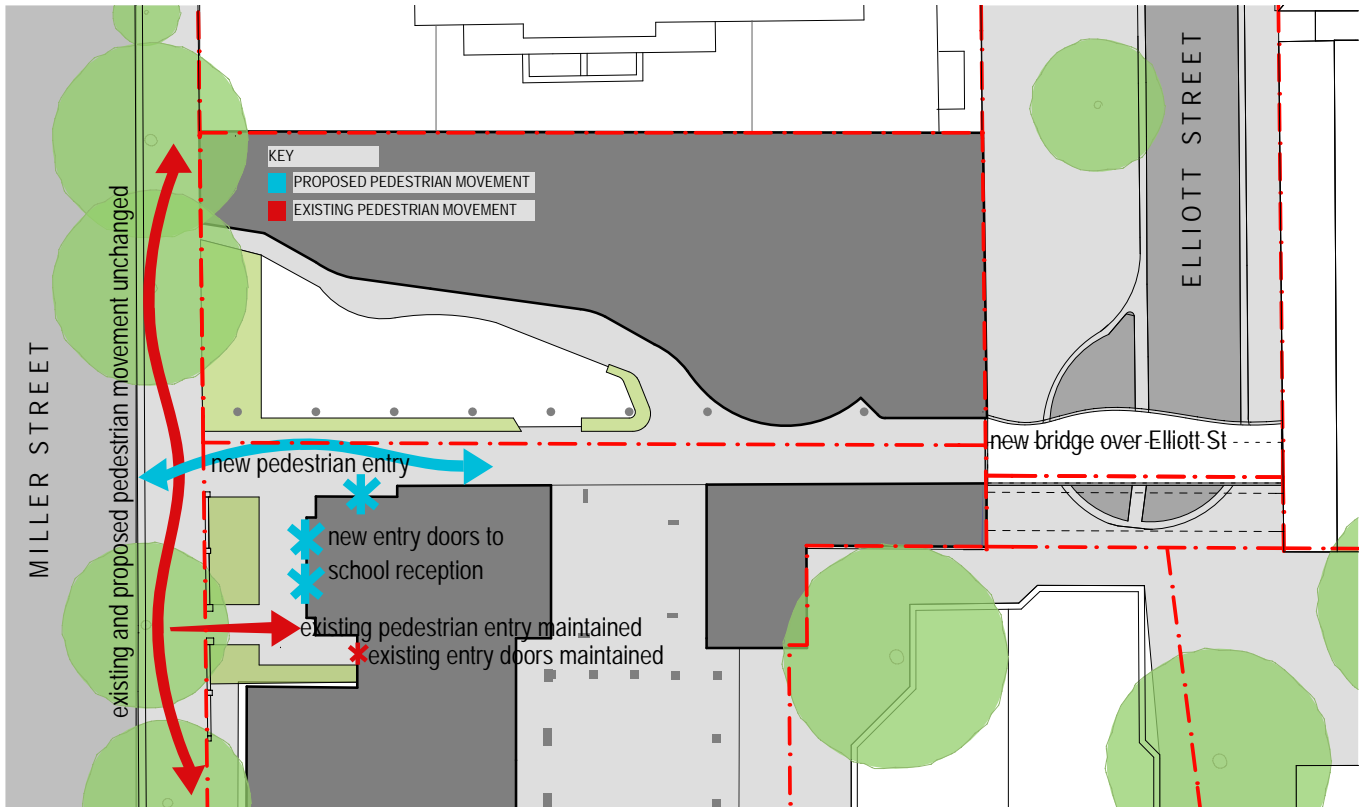 KEY
PROPOSED PEDESTRIAN MOVEMENT
EXISTING PEDESTRIAN MOVEMENT
MILLER STREET
existing and proposed pedestrian movement unchanged
ELLIOTT STREET
new bridge over Elliott St
new pedestrian entry
new entry doors to
school reception
existing pedestrian entry maintained
existing entry doors maintained